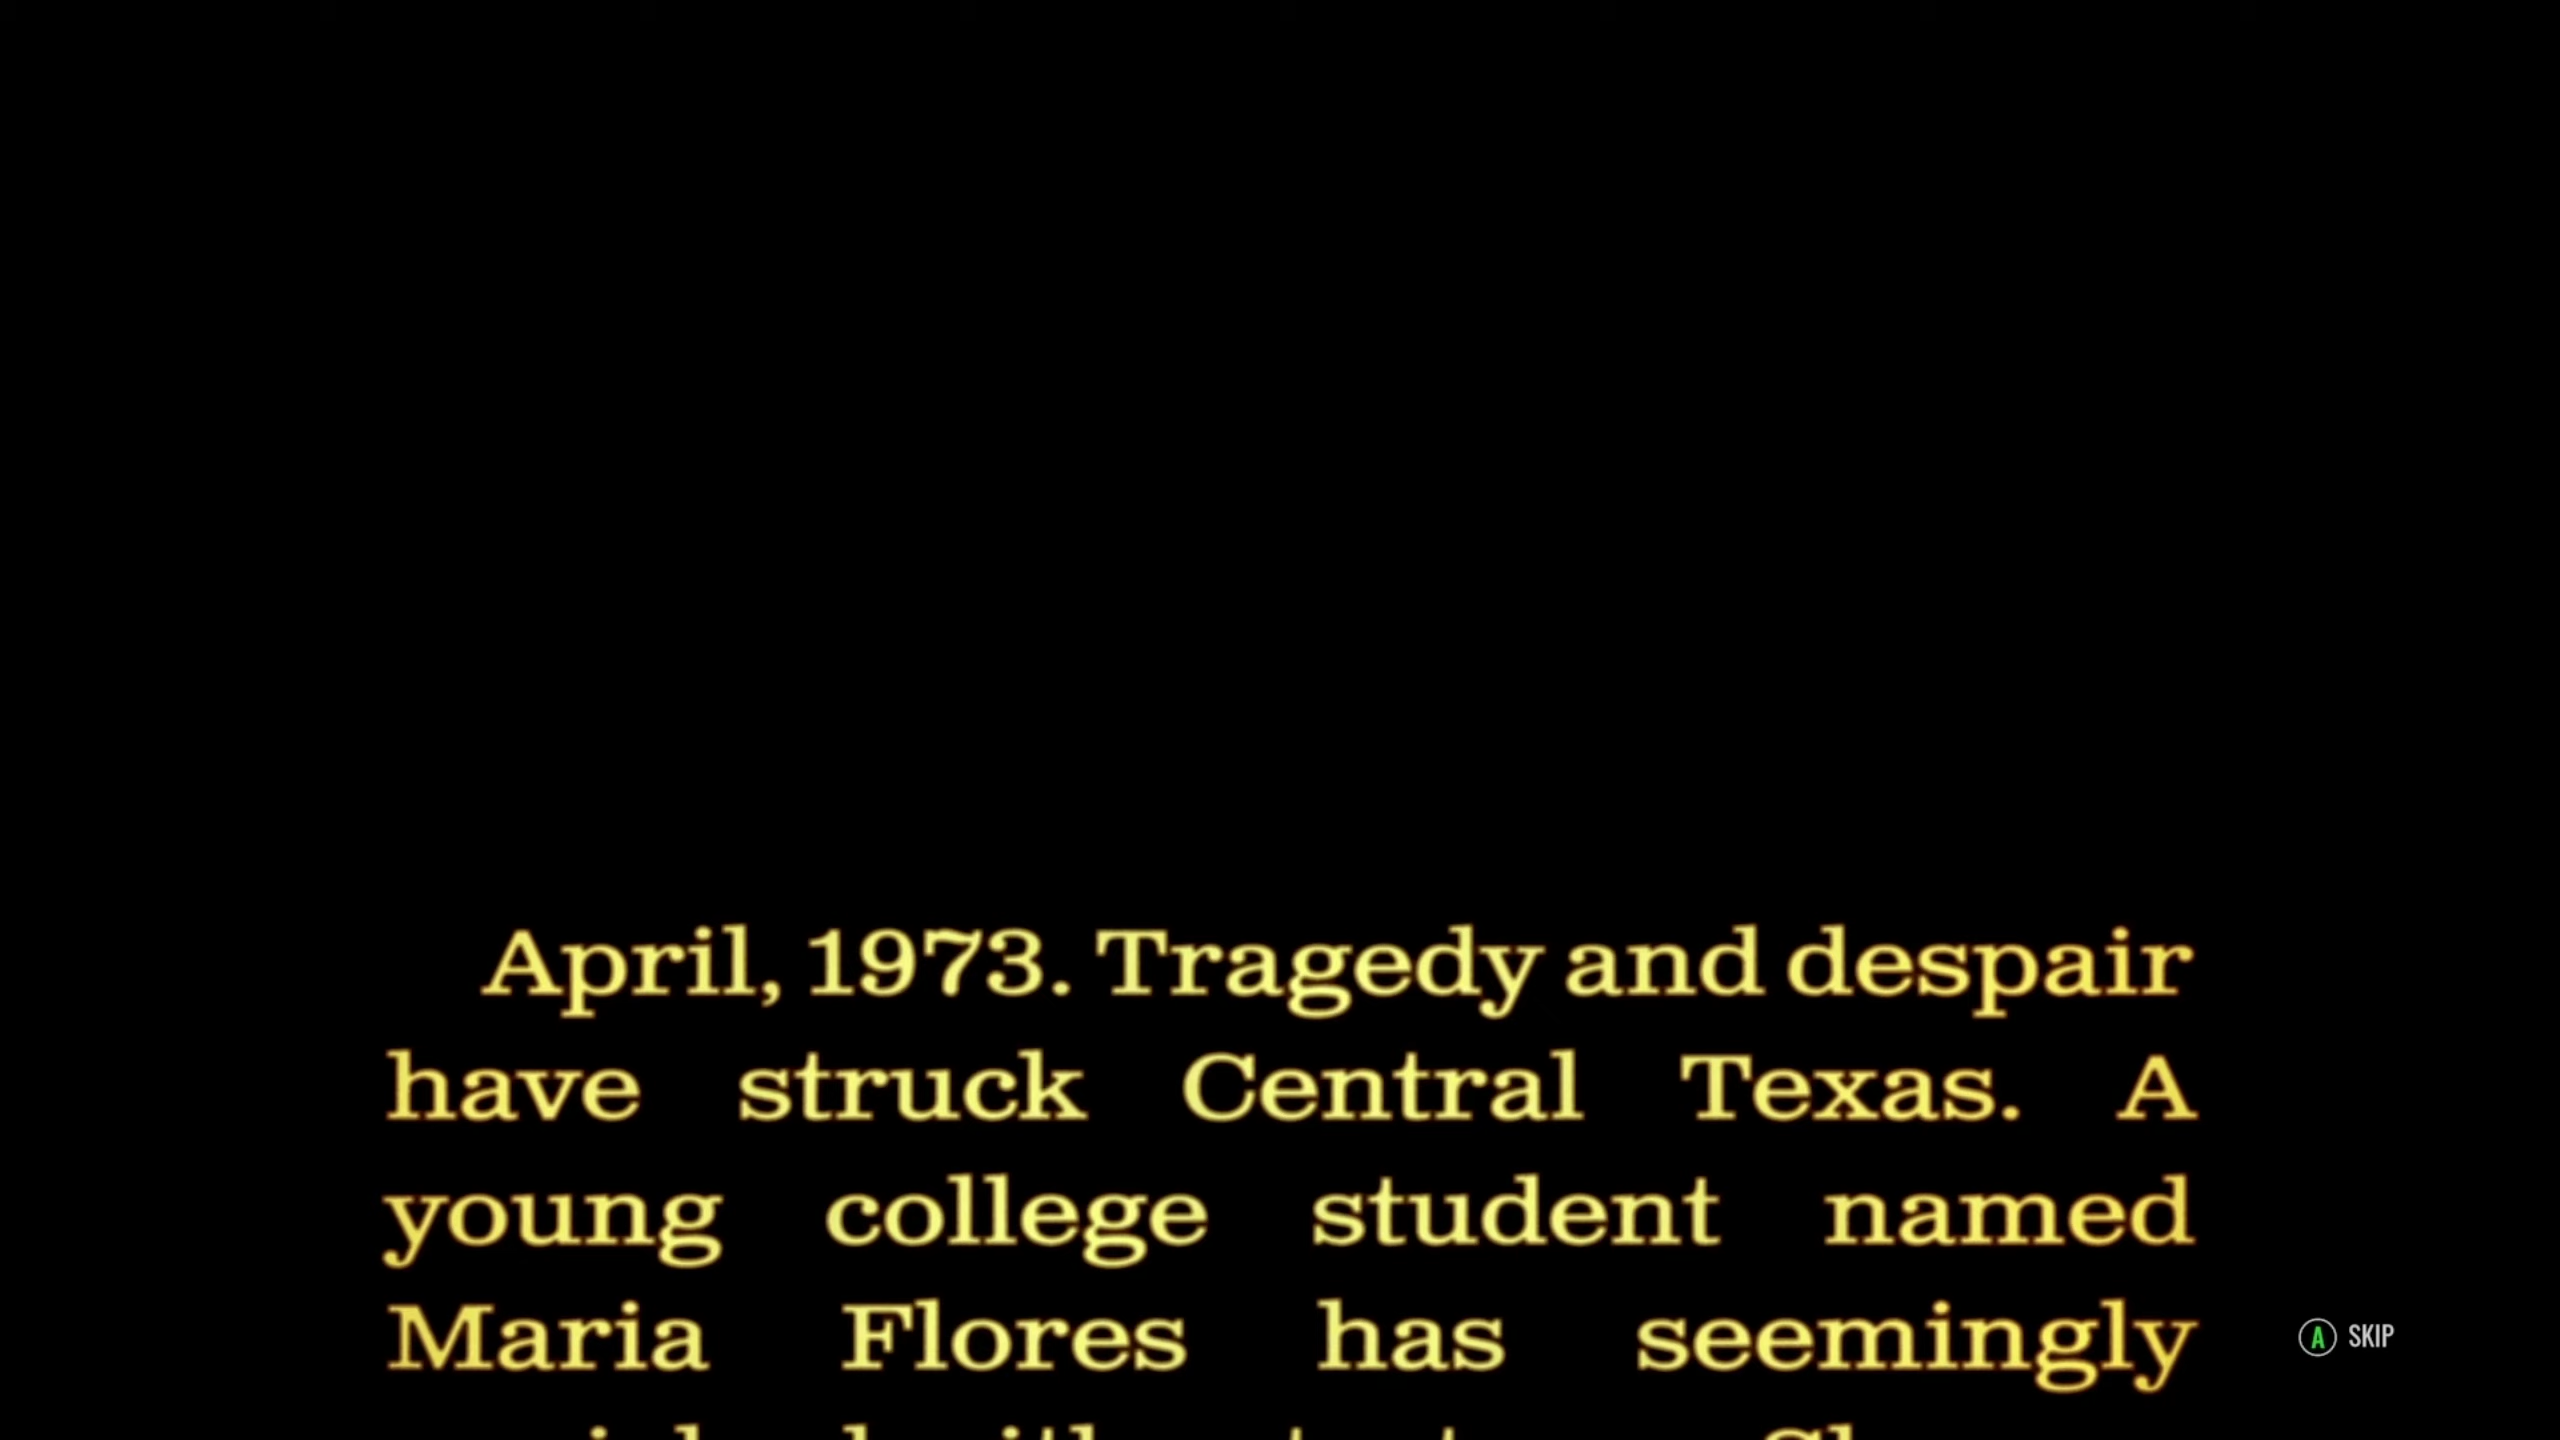 April, 1973. Tragedy and despair
have struck Central Texas. A
young college student named
Maria Flores has seemingly
A SKIP